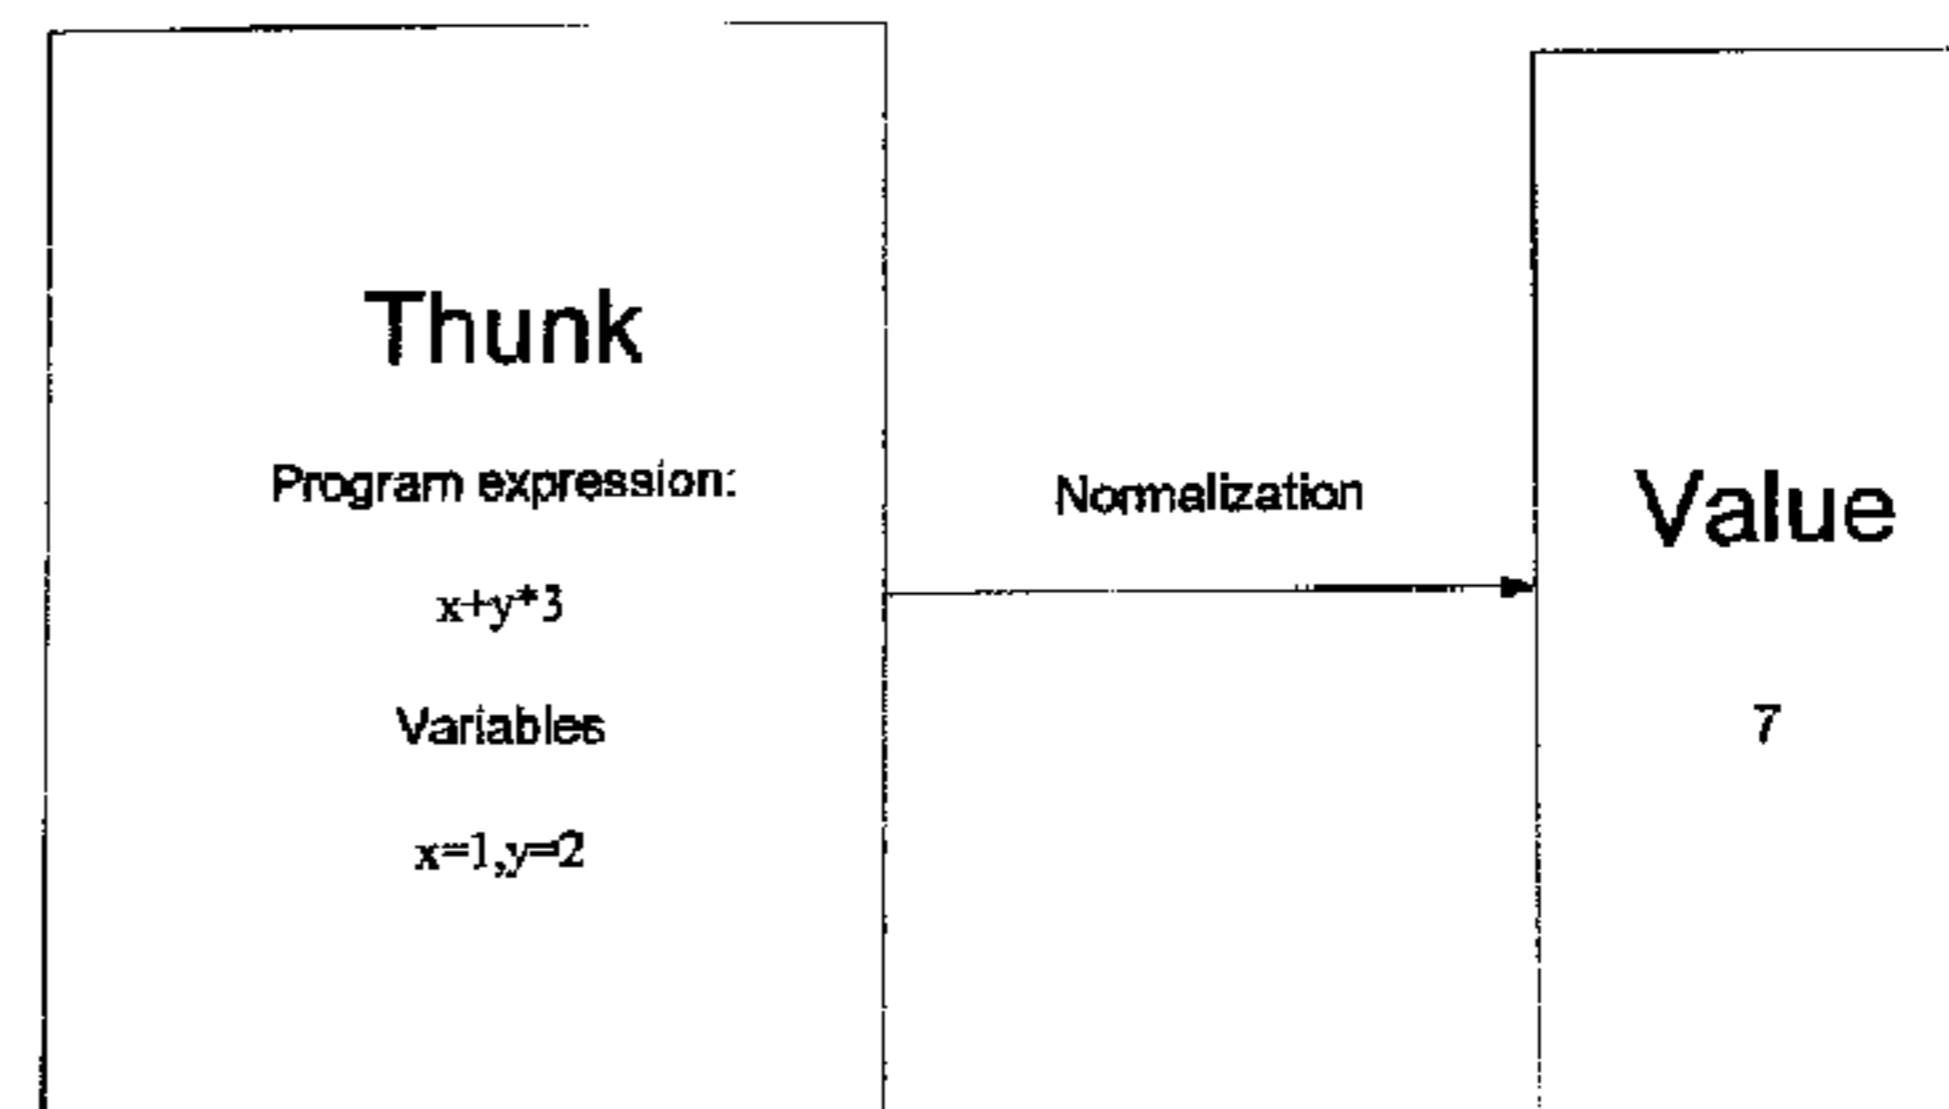 Thunk
Program expression:
x+y*3
Variables
x=1,y=2
Normalization
Value
7